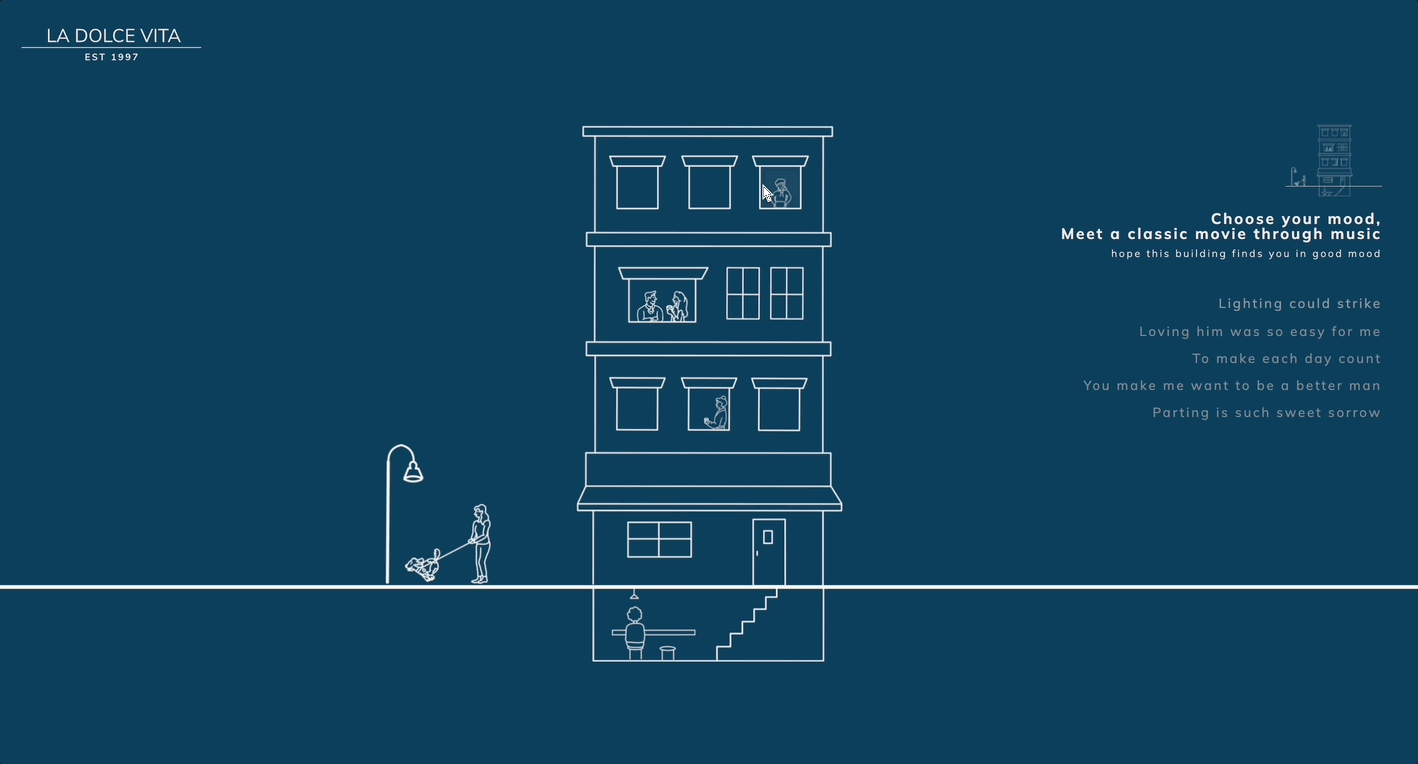 LA DOLCE VITA
EST 1997
Choose your mood,
Meet a classic movie through music
hope this building finds you in good mood
Lighting could strike
Loving him was so easy for me
To make each day count
You make me want to be a better man
Parting is such sweet sorrow